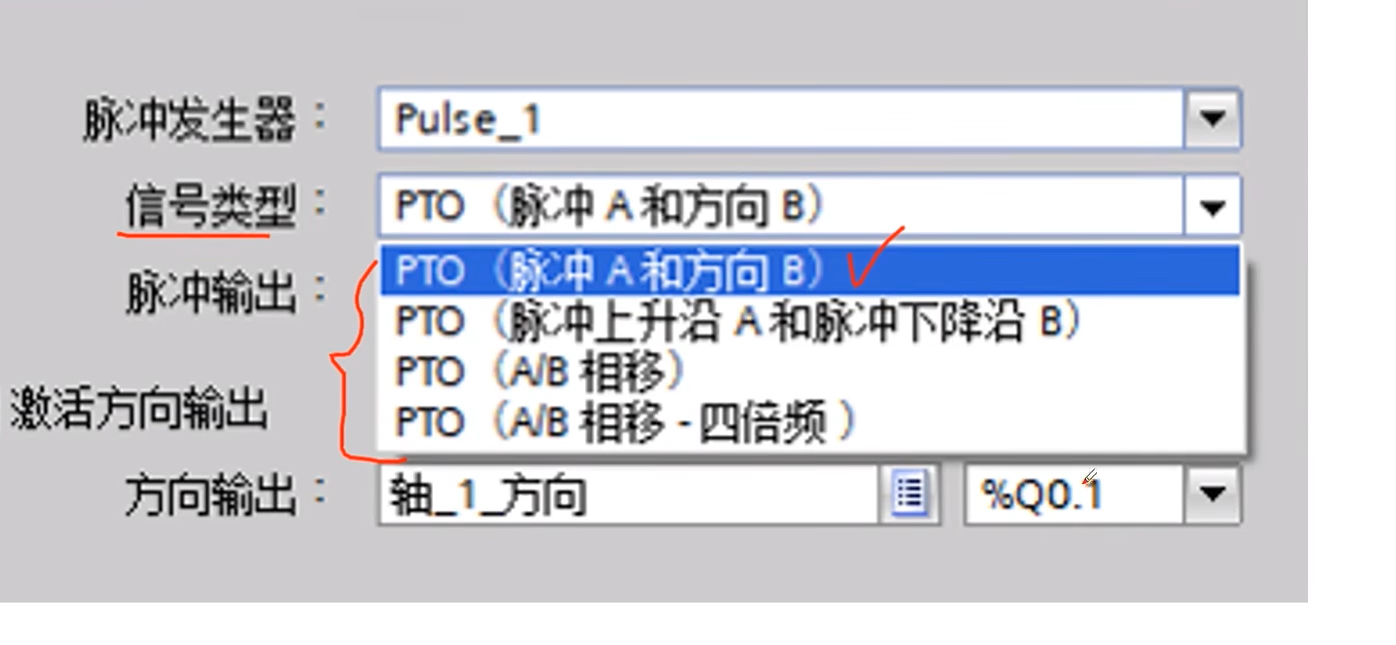 脉冲发生器： Pulse_1
信号类型： PTO（脉冲 A 和方向 B）
脉冲输出： PTO（脉冲 A 和方向 B）
PTO（脉冲上升沿 A 和脉冲下降沿 B）
PTO（A/B 相移）
激活方向输出 PTO（A/B 相移 - 四倍频 ）
方向输出： 轴_1_方向 %Q0.1